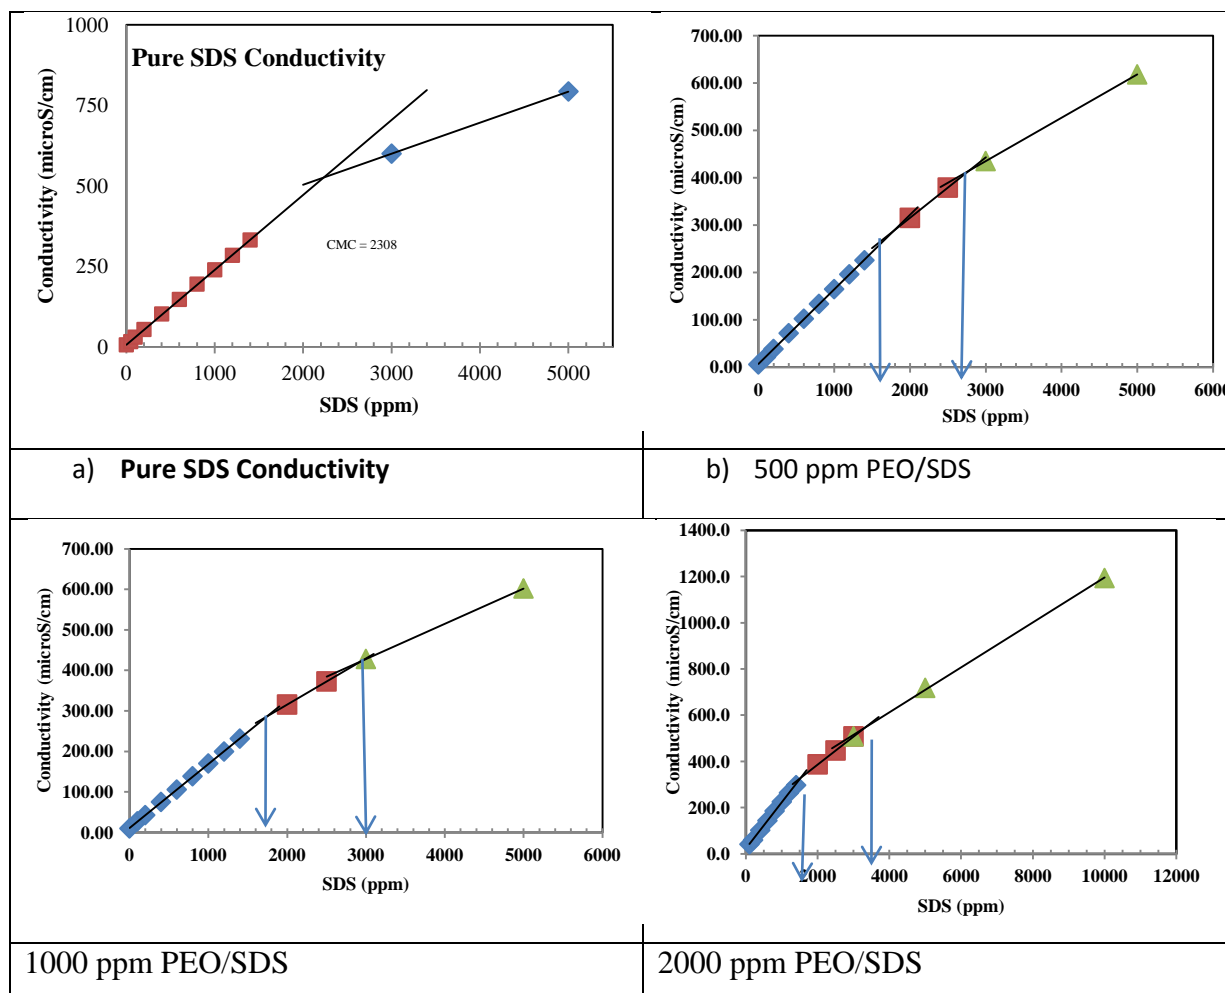 Pure SDS Conductivity
Conductivity (microS/cm)
1000
750
500
250
0
CMC = 2308
0 1000 2000 3000 4000 5000
SDS (ppm)
Conductivity (microS/cm)
700.00
600.00
500.00
400.00
300.00
200.00
100.00
0.00
0 1000 2000 3000 4000 5000 6000
SDS (ppm)
a) Pure SDS Conductivity
b) 500 ppm PEO/SDS
Conductivity (microS/cm)
700.00
600.00
500.00
400.00
300.00
200.00
100.00
0.00
0 1000 2000 3000 4000 5000 6000
SDS (ppm)
Conductivity (microS/cm)
1400.0
1200.0
1000.0
800.0
600.0
400.0
200.0
0.0
0 2000 4000 6000 8000 10000 12000
SDS (ppm)
1000 ppm PEO/SDS
2000 ppm PEO/SDS